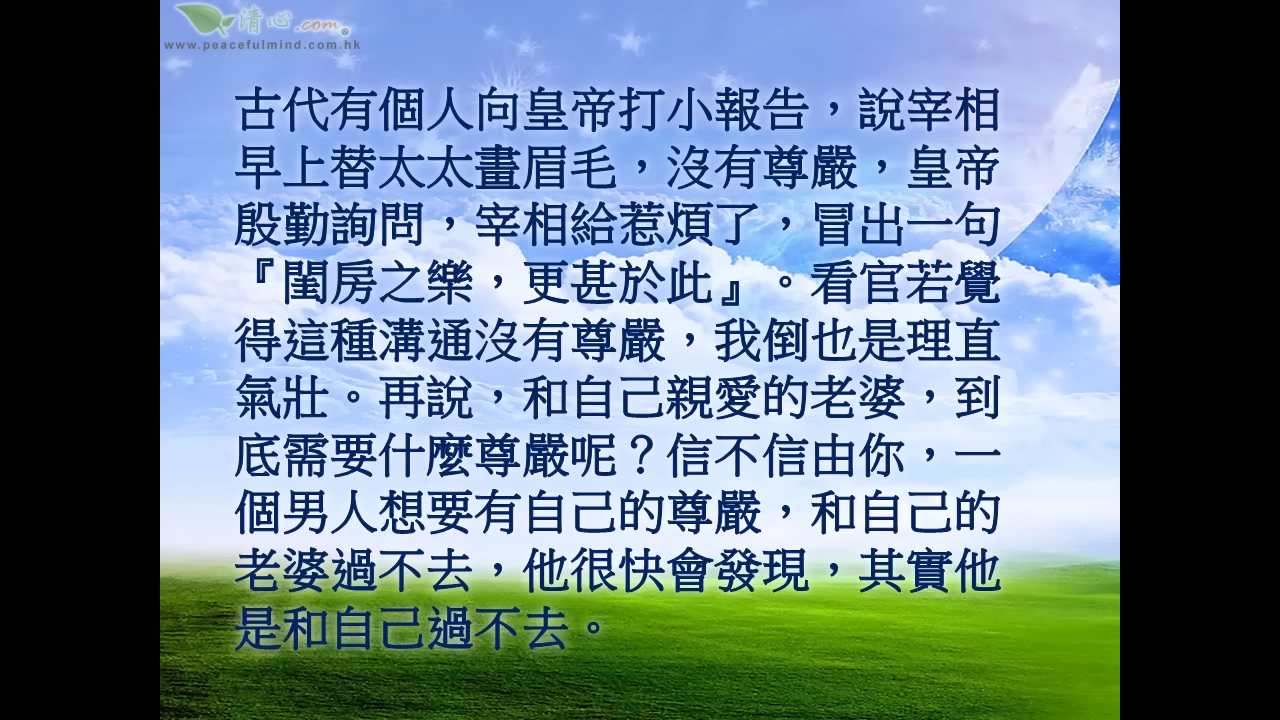 清心.com
www.peacefulmind.com.hk
古代有個人向皇帝打小報告，說宰相
早上替太太畫眉毛，沒有尊嚴，皇帝
殷勤詢問，宰相給惹煩了，冒出一句
『閨房之樂，更甚於此』。看官若覺
得這種溝通沒有尊嚴，我倒也是理直
氣壯。再說，和自己親愛的老婆，到
底需要什麼尊嚴呢？信不信由你，一
個男人想要有自己的尊嚴，和自己的
老婆過不去，他很快會發現，其實他
是和自己過不去。